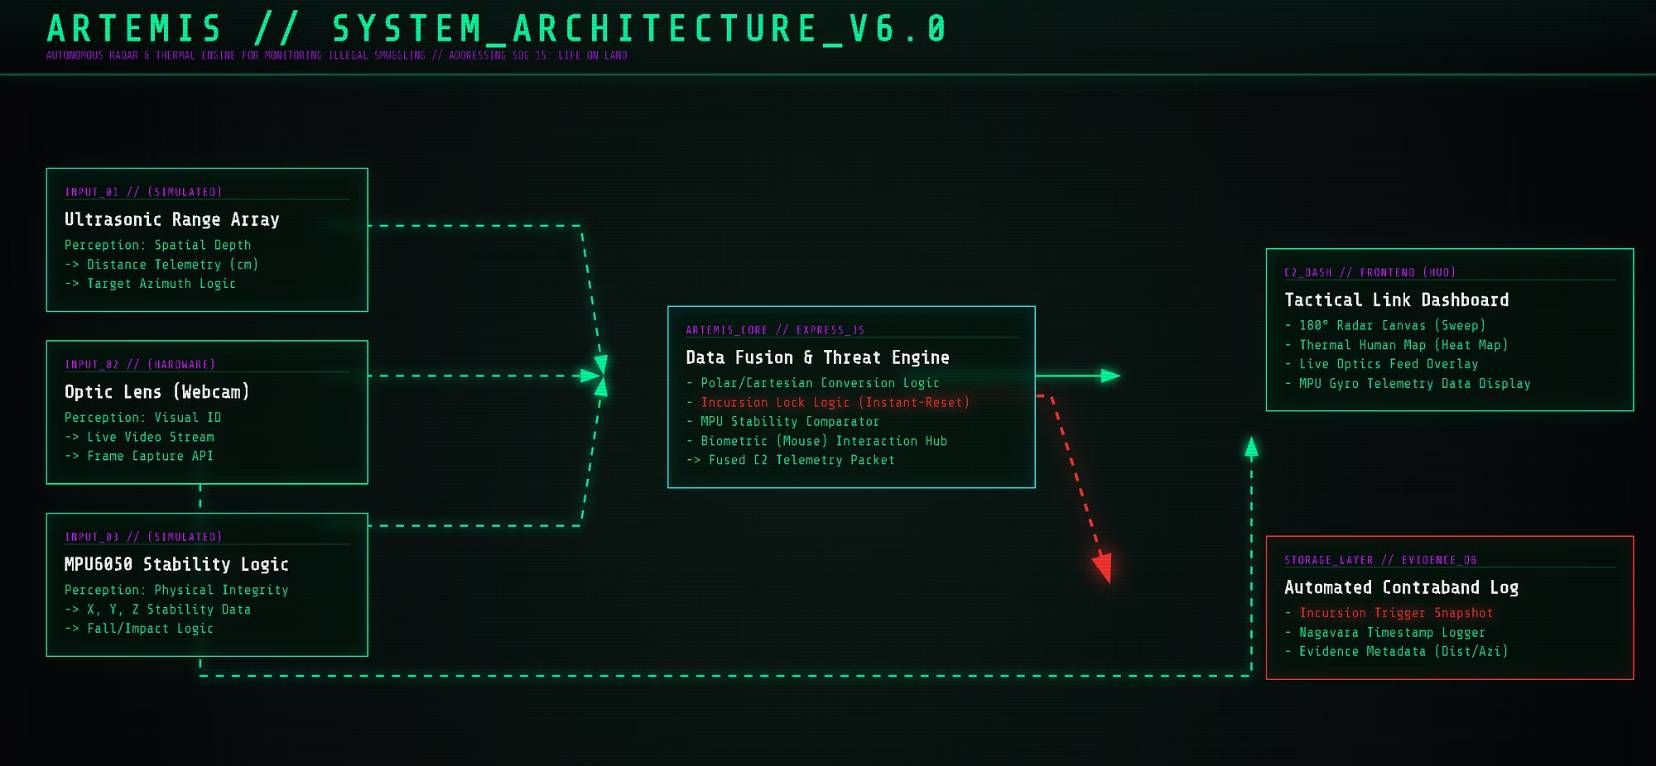 ARTEMIS // SYSTEM_ARCHITECTURE_V6.0
AUTONOMOUS RADAR & THERMAL ENGINE FOR MONITORING ILLEGAL SMUGGLING // ADDRESSING SDG 15: LIFE ON LAND
INPUT_01 // (SIMULATED)
Ultrasonic Range Array
Perception: Spatial Depth
-> Distance Telemetry (cm)
-> Target Azimuth Logic
INPUT_02 // (HARDWARE)
Optic Lens (Webcam)
Perception: Visual ID
-> Live Video Stream
-> Frame Capture API
INPUT_03 // (SIMULATED)
MPU6050 Stability Logic
Perception: Physical Integrity
-> X, Y, Z Stability Data
-> Fall/Impact Logic
ARTEMIS_CORE // EXPRESS_JS
Data Fusion & Threat Engine
- Polar/Cartesian Conversion Logic
- Incursion Lock Logic (Instant-Reset)
- MPU Stability Comparator
- Biometric (Mouse) Interaction Hub
-> Fused C2 Telemetry Packet
C2_DASH // FRONTEND (HUD)
Tactical Link Dashboard
- 180° Radar Canvas (Sweep)
- Thermal Human Map (Heat Map)
- Live Optics Feed Overlay
- MPU Gyro Telemetry Data Display
STORAGE_LAYER // EVIDENCE_DB
Automated Contraband Log
- Incursion Trigger Snapshot
- Nagavara Timestamp Logger
- Evidence Metadata (Dist/Azi)